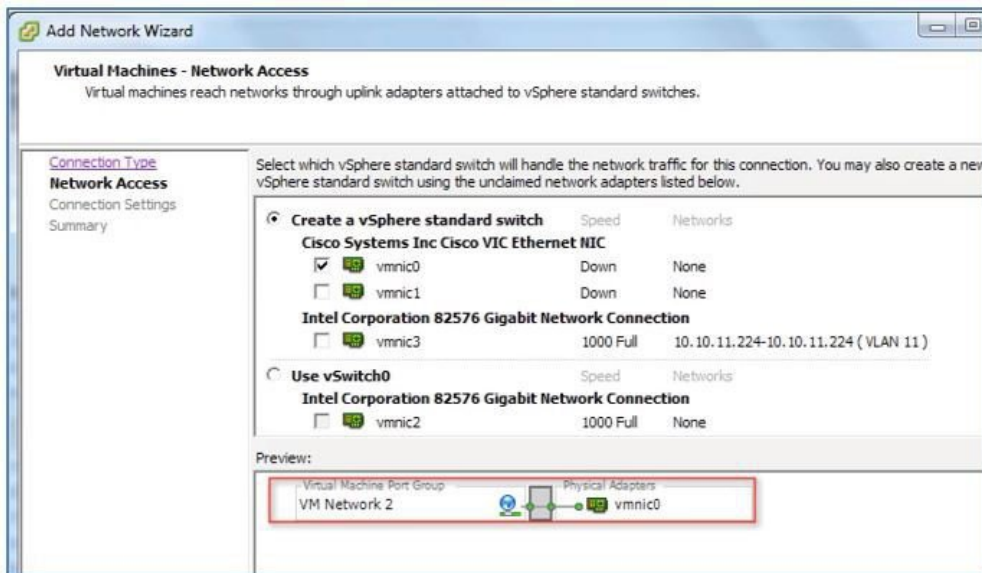 Add Network Wizard
Virtual Machines - Network Access
Virtual machines reach networks through uplink adapters attached to vSphere standard switches.
Connection Type
Network Access
Connection Settings
Summary
Select which vSphere standard switch will handle the network traffic for this connection. You may also create a new
vSphere standard switch using the unclaimed network adapters listed below.
Create a vSphere standard switch Speed Networks
Cisco Systems Inc Cisco VIC Ethernet NIC
vmnic0 Down None
vmnic1 Down None
Intel Corporation 82576 Gigabit Network Connection
vmnic3 1000 Full 10.10.11.224-10.10.11.224 ( VLAN 11 )
Use vSwitch0 Speed Networks
Intel Corporation 82576 Gigabit Network Connection
vmnic2 1000 Full None
Preview:
Virtual Machine Port Group Physical Adapters
VM Network 2 vmnic0